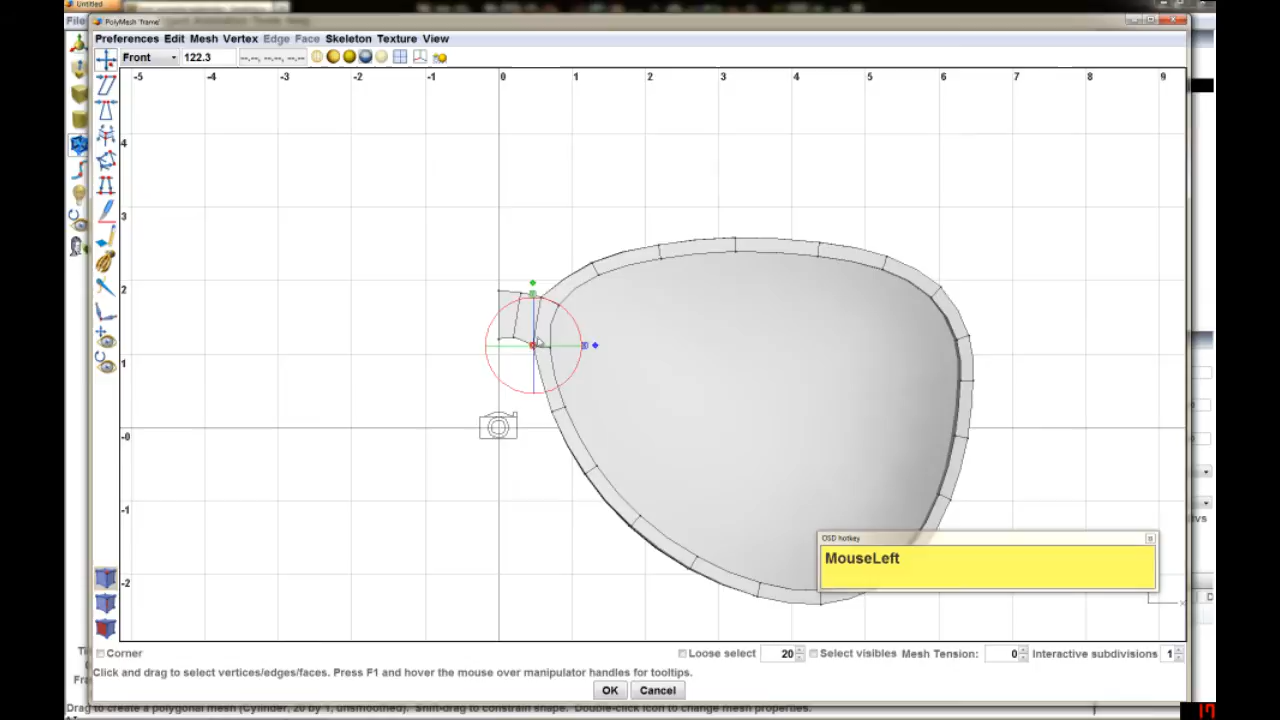 Untitled
File
PolyMesh 'frame'
Preferences Edit Mesh Vertex Edge Face Skeleton Texture View
Front 122.3 --.--, --.--, --.--
-5 -4 -3 -2 -1 0 1 2 3 4 5 6 7 8 9
4
3
2
1
-0
-1
-2
OSD hotkey
MouseLeft
Corner
Loose select 20 Select visibles Mesh Tension: 0 Interactive subdivisions 1
Click and drag to select vertices/edges/faces. Press F1 and hover the mouse over manipulator handles for tooltips.
OK Cancel
Drag to create a polygonal mesh (Cylinder, 20 by 1, unsmoothed). Shift-drag to constrain shape. Double-click icon to change mesh properties.
17